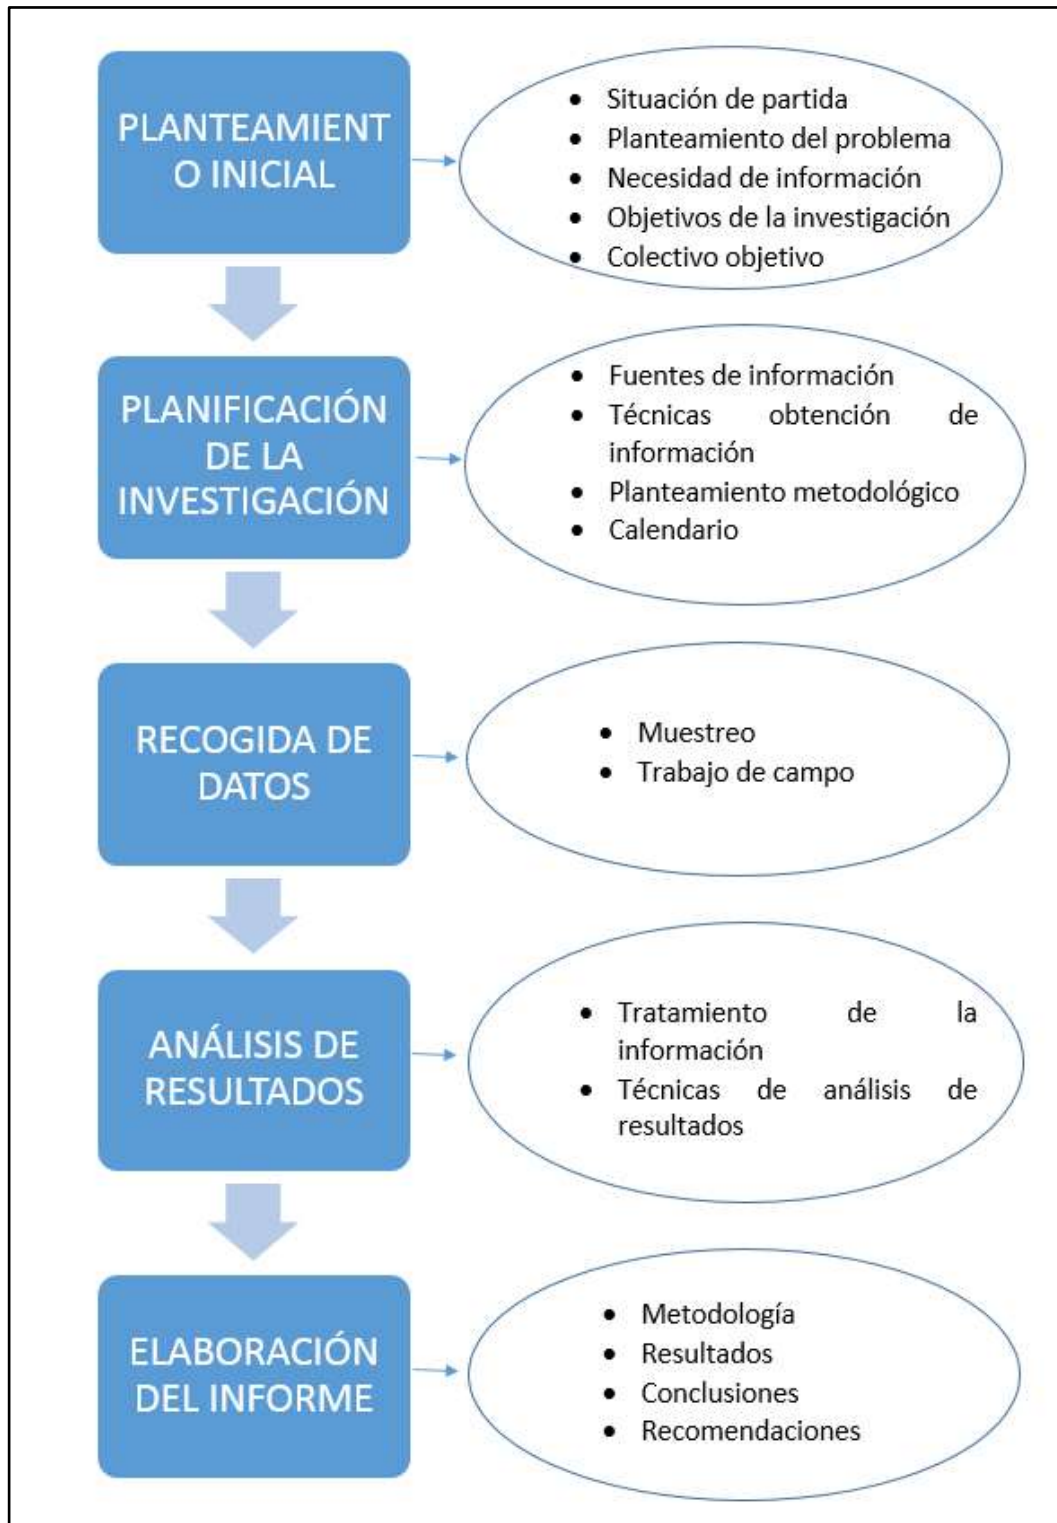 PLANTEAMIENT
O INICIAL
• Situación de partida
• Planteamiento del problema
• Necesidad de información
• Objetivos de la investigación
• Colectivo objetivo
PLANIFICACIÓN
DE LA
INVESTIGACIÓN
• Fuentes de información
• Técnicas obtención de
información
• Planteamiento metodológico
• Calendario
RECOGIDA DE
DATOS
• Muestreo
• Trabajo de campo
ANÁLISIS DE
RESULTADOS
• Tratamiento de la
información
• Técnicas de análisis de
resultados
ELABORACIÓN
DEL INFORME
• Metodología
• Resultados
• Conclusiones
• Recomendaciones